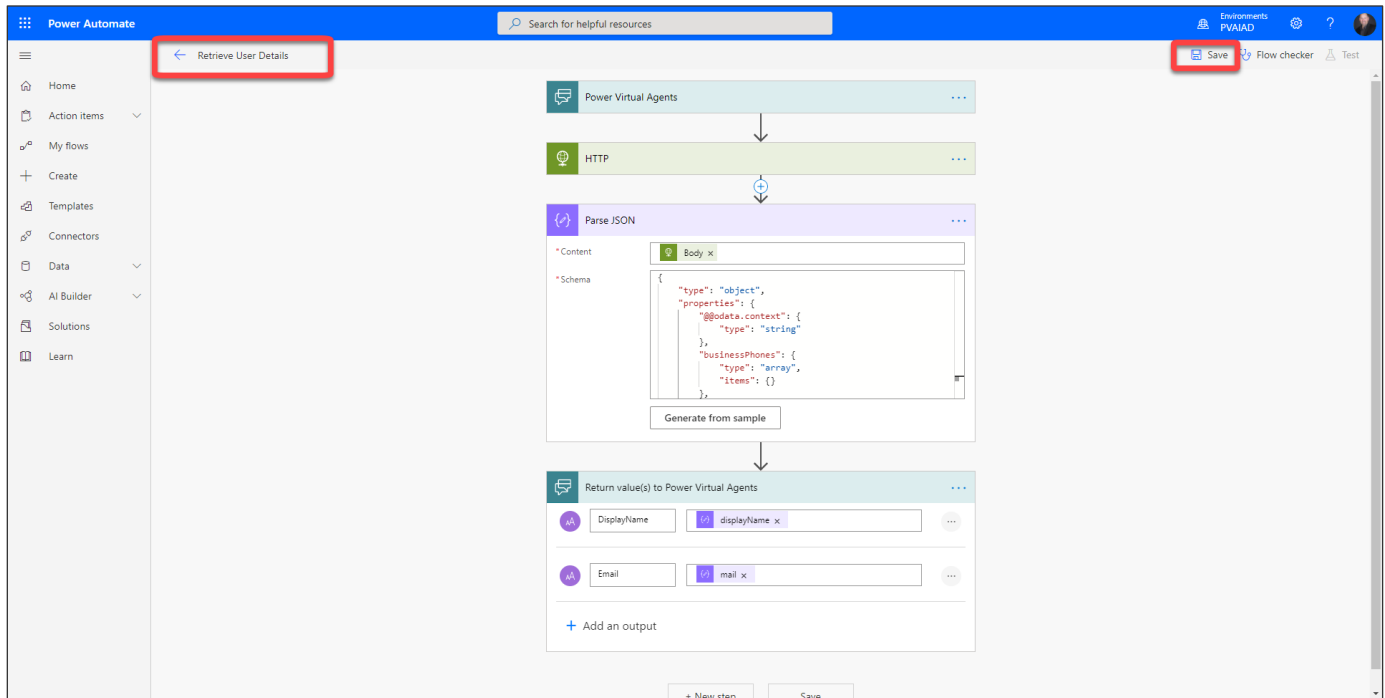 Power Automate
Search for helpful resources
Environments
PVAIAD
?
Retrieve User Details
Save
Flow checker
Test
Home
Action items
My flows
Create
Templates
Connectors
Data
AI Builder
Solutions
Learn
Power Virtual Agents
...
HTTP
...
Parse JSON
...
*Content
Body ×
*Schema
{
"type": "object",
"properties": {
"@@odata.context": {
"type": "string"
},
"businessPhones": {
"type": "array",
"items": {}
},
Generate from sample
Return value(s) to Power Virtual Agents
...
DisplayName
displayName ×
...
Email
mail ×
...
+ Add an output
+ New step
Save